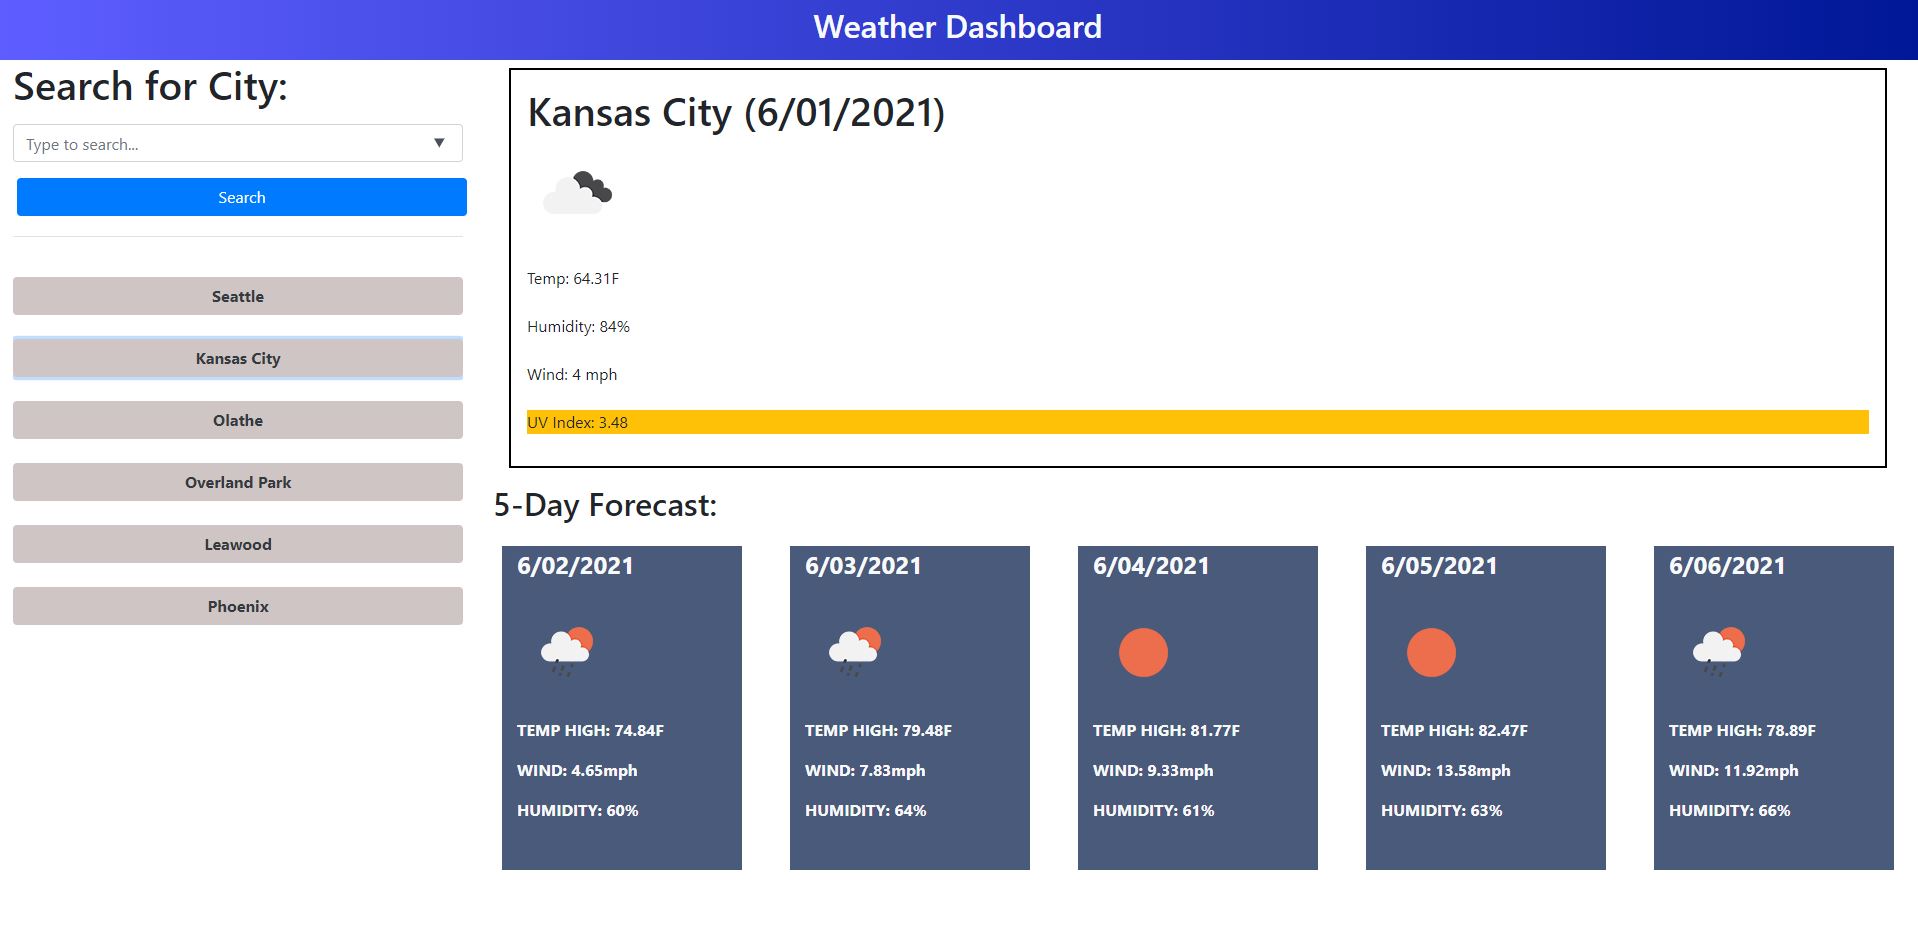 Weather Dashboard
Search for City:
Type to search...
Search
Seattle
Kansas City
Olathe
Overland Park
Leawood
Phoenix
Kansas City (6/01/2021)
Temp: 64.31F
Humidity: 84%
Wind: 4 mph
UV Index: 3.48
5-Day Forecast:
6/02/2021
TEMP HIGH: 74.84F
WIND: 4.65mph
HUMIDITY: 60%
6/03/2021
TEMP HIGH: 79.48F
WIND: 7.83mph
HUMIDITY: 64%
6/04/2021
TEMP HIGH: 81.77F
WIND: 9.33mph
HUMIDITY: 61%
6/05/2021
TEMP HIGH: 82.47F
WIND: 13.58mph
HUMIDITY: 63%
6/06/2021
TEMP HIGH: 78.89F
WIND: 11.92mph
HUMIDITY: 66%